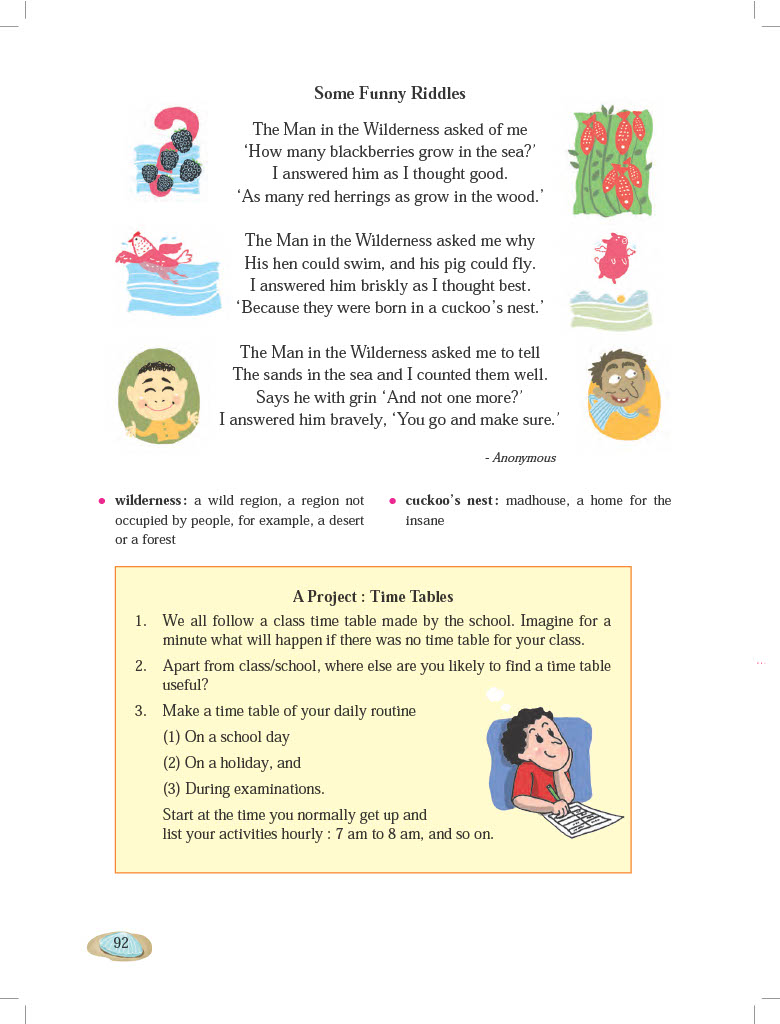 Some Funny Riddles
The Man in the Wilderness asked of me
‘How many blackberries grow in the sea?’
I answered him as I thought good.
‘As many red herrings as grow in the wood.’
The Man in the Wilderness asked me why
His hen could swim, and his pig could fly.
I answered him briskly as I thought best.
‘Because they were born in a cuckoo’s nest.’
The Man in the Wilderness asked me to tell
The sands in the sea and I counted them well.
Says he with grin ‘And not one more?’
I answered him bravely, ‘You go and make sure.’
- Anonymous
• wilderness : a wild region, a region not
occupied by people, for example, a desert
or a forest
• cuckoo’s nest : madhouse, a home for the
insane
A Project : Time Tables
1. We all follow a class time table made by the school. Imagine for a
minute what will happen if there was no time table for your class.
2. Apart from class/school, where else are you likely to find a time table
useful?
3. Make a time table of your daily routine
(1) On a school day
(2) On a holiday, and
(3) During examinations.
Start at the time you normally get up and
list your activities hourly : 7 am to 8 am, and so on.
92